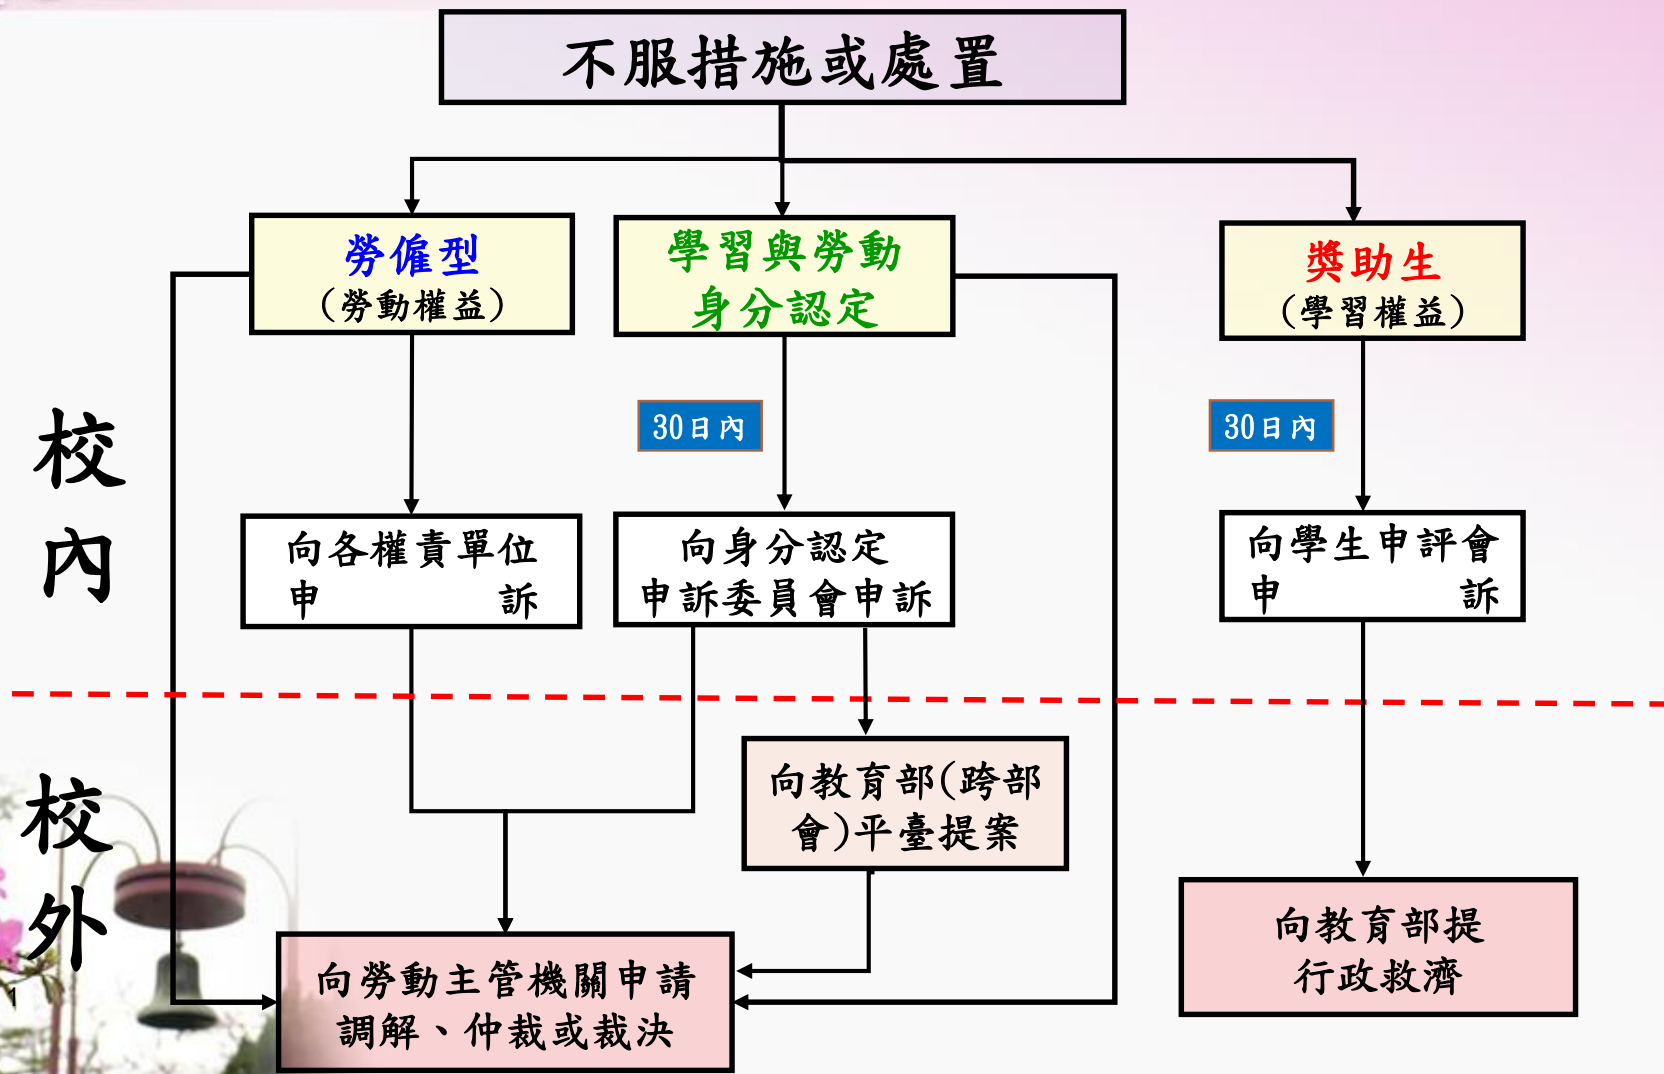 不服措施或處置
勞僱型
(勞動權益)
學習與勞動
身分認定
獎助生
(學習權益)
30日內
30日內
校
內
向各權責單位
申訴
向身分認定
申訴委員會申訴
向學生申評會
申訴
校
外
向教育部(跨部
會)平臺提案
向勞動主管機關申請
調解、仲裁或裁決
向教育部提
行政救濟
1